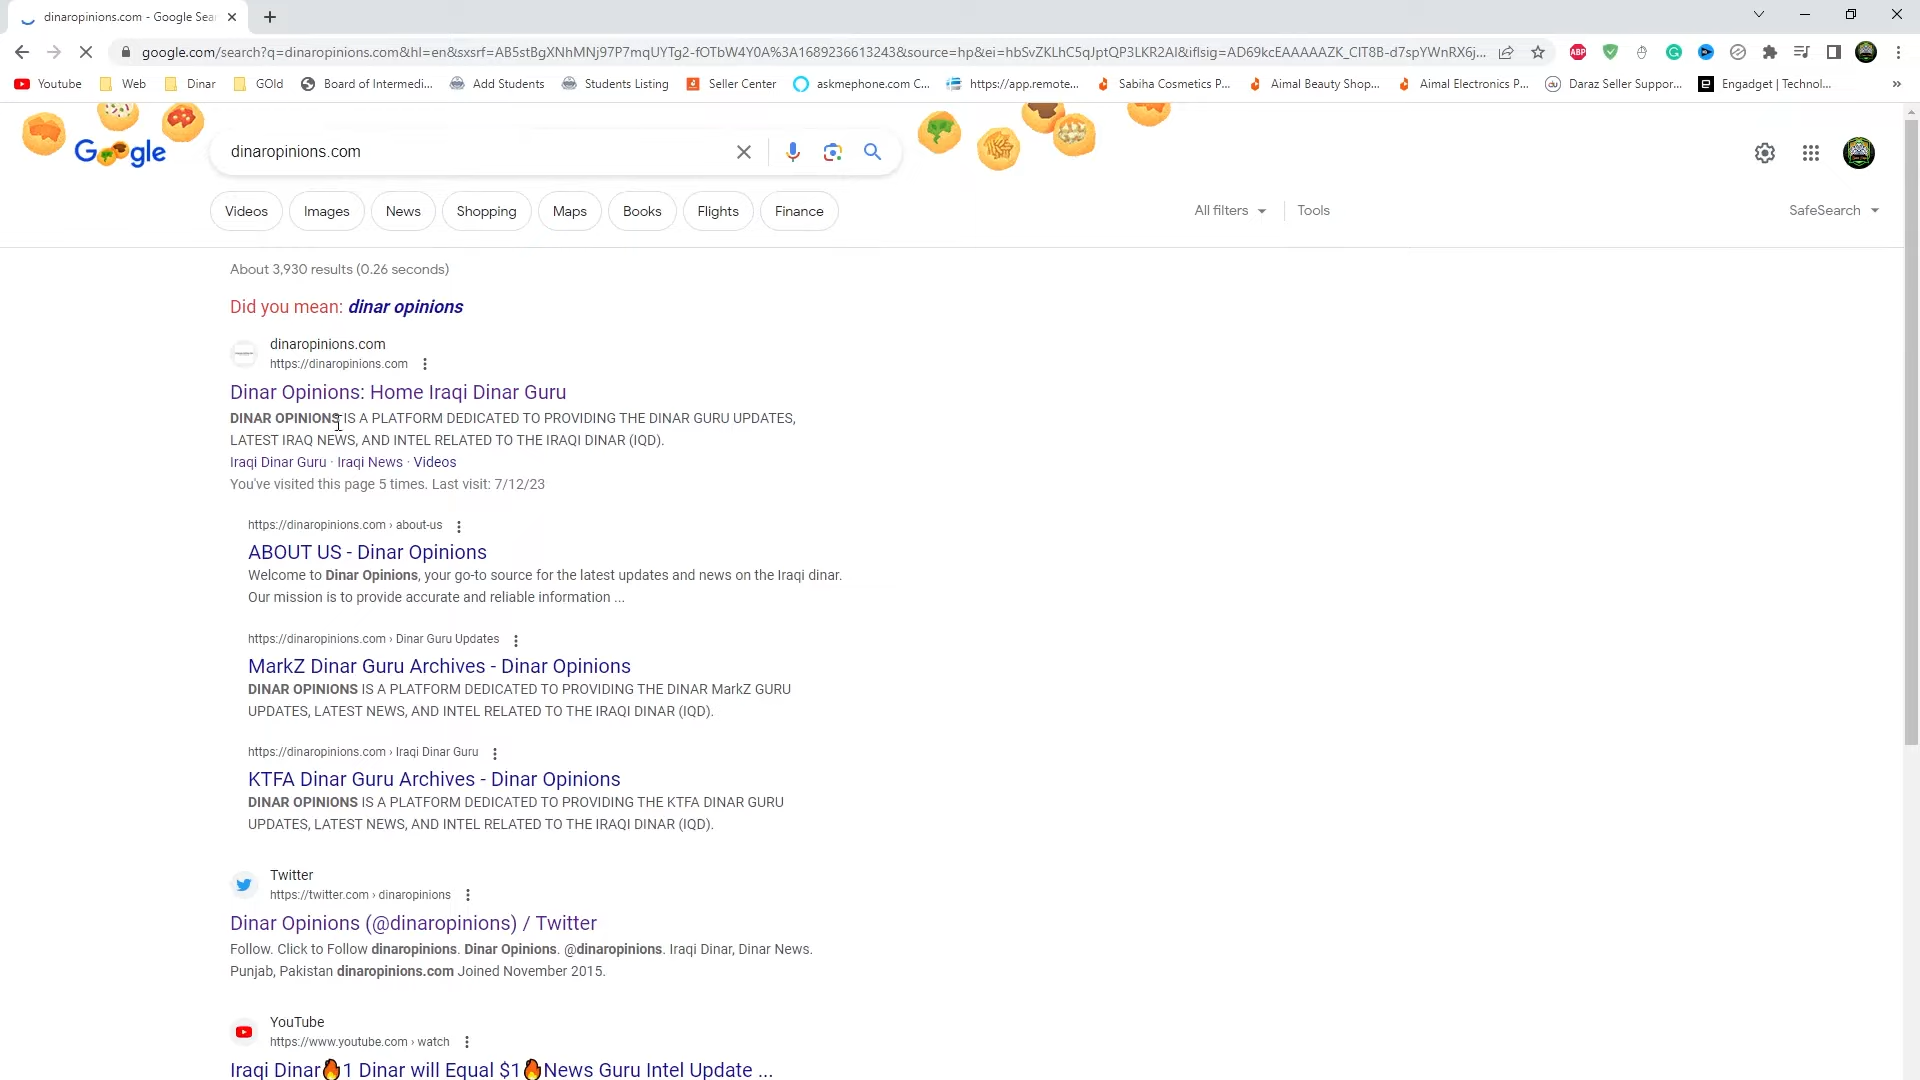 dinaropinions.com - Google Sear
google.com/search?q=dinaropinions.com&hl=en&sxsrf=AB5stBgXNhMNj97P7mqUYTg2-fOTbW4Y0A%3A1689236613243&source=hp&ei=hbSvZKLhC5qJptQP3LKR2AI&iflsig=AD69kcEAAAAAZK_CIT8B-d7spYWnRX6j...
Youtube Web Dinar GOld Board of Intermedi... Add Students Students Listing Seller Center askmephone.com C... https://app.remote... Sabiha Cosmetics P... Aimal Beauty Shop... Aimal Electronics P... Daraz Seller Suppor... Engadget | Technol... »
Google
dinaropinions.com
Videos Images News Shopping Maps Books Flights Finance All filters Tools SafeSearch
About 3,930 results (0.26 seconds)
Did you mean: dinar opinions
dinaropinions.com
https://dinaropinions.com
Dinar Opinions: Home Iraqi Dinar Guru
DINAR OPINIONS IS A PLATFORM DEDICATED TO PROVIDING THE DINAR GURU UPDATES,
LATEST IRAQ NEWS, AND INTEL RELATED TO THE IRAQI DINAR (IQD).
Iraqi Dinar Guru · Iraqi News · Videos
You've visited this page 5 times. Last visit: 7/12/23
https://dinaropinions.com › about-us
ABOUT US - Dinar Opinions
Welcome to Dinar Opinions, your go-to source for the latest updates and news on the Iraqi dinar.
Our mission is to provide accurate and reliable information ...
https://dinaropinions.com › Dinar Guru Updates
MarkZ Dinar Guru Archives - Dinar Opinions
DINAR OPINIONS IS A PLATFORM DEDICATED TO PROVIDING THE DINAR MarkZ GURU
UPDATES, LATEST NEWS, AND INTEL RELATED TO THE IRAQI DINAR (IQD).
https://dinaropinions.com › Iraqi Dinar Guru
KTFA Dinar Guru Archives - Dinar Opinions
DINAR OPINIONS IS A PLATFORM DEDICATED TO PROVIDING THE KTFA DINAR GURU
UPDATES, LATEST NEWS, AND INTEL RELATED TO THE IRAQI DINAR (IQD).
Twitter
https://twitter.com › dinaropinions
Dinar Opinions (@dinaropinions) / Twitter
Follow. Click to Follow dinaropinions. Dinar Opinions. @dinaropinions. Iraqi Dinar, Dinar News.
Punjab, Pakistan dinaropinions.com Joined November 2015.
YouTube
https://www.youtube.com › watch
Iraqi Dinar🔥1 Dinar will Equal $1🔥News Guru Intel Update ...